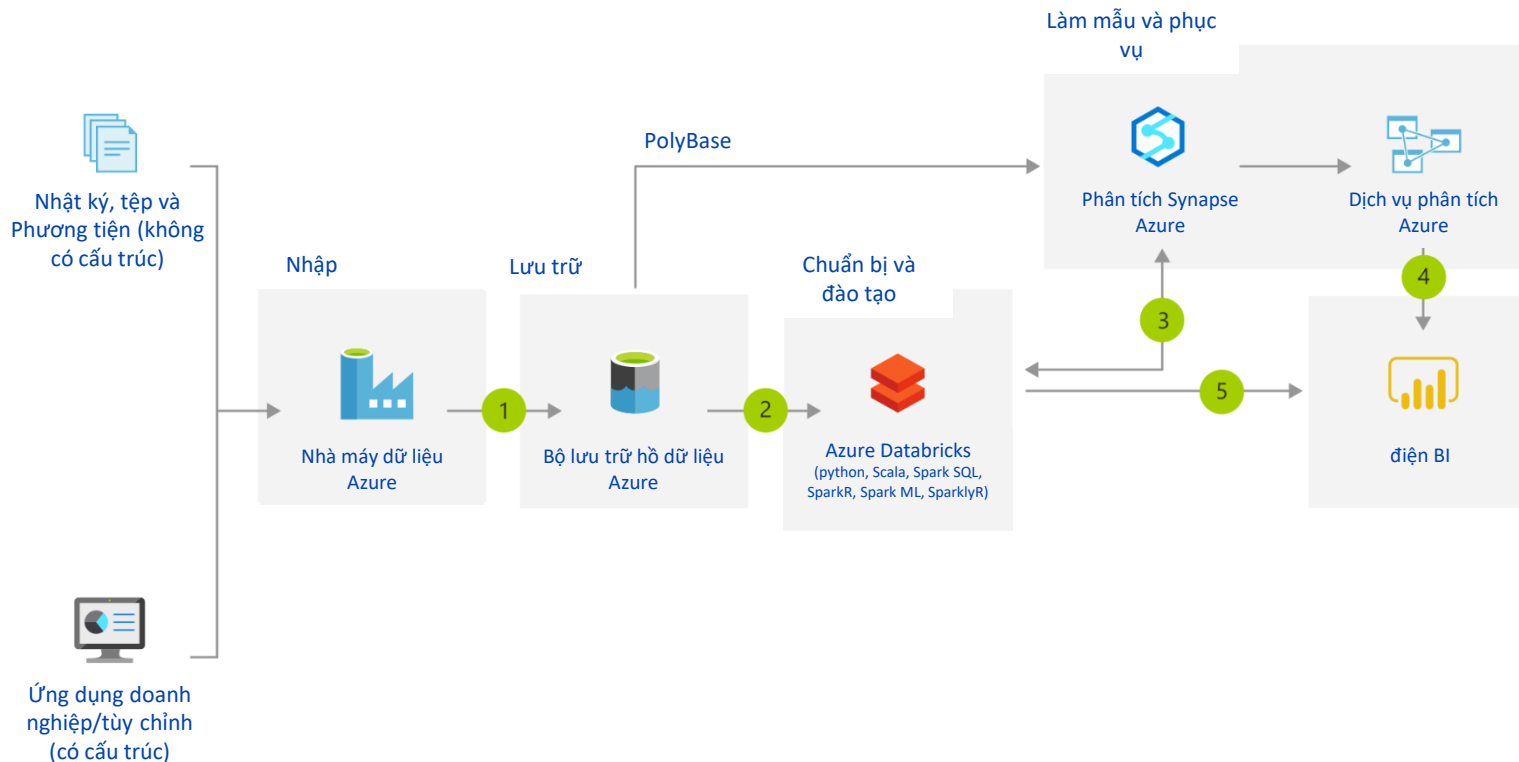 Làm mẫu và phục
vụ
PolyBase
Nhật ký, tệp và
Phương tiện (không
có cấu trúc)
Phân tích Synapse
Azure
Dịch vụ phân tích
Azure
Nhập
Lưu trữ
Chuẩn bị và
đào tạo
4
3
1
2
5
Nhà máy dữ liệu
Azure
Bộ lưu trữ hồ dữ liệu
Azure
Azure Databricks
(python, Scala, Spark SQL,
SparkR, Spark ML, SparklyR)
điện BI
Ứng dụng doanh
nghiệp/tùy chỉnh
(có cấu trúc)